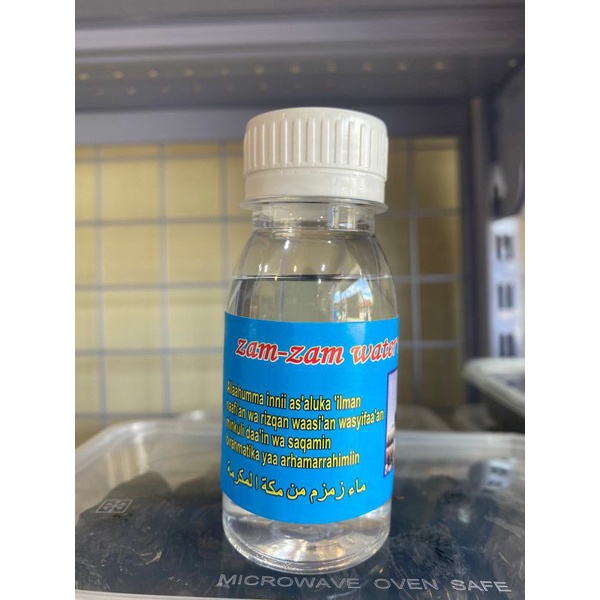 zam-zam water
Allaahumma innii as'aluka 'ilman
naafi'an wa rizqan waasi'an wasyifaa'an
minkuli daa'in wa saqamin
birahmatika yaa arhamarrahimiin
ماء زمزم من مكة المكرمة
MICROWAVE OVEN SAFE